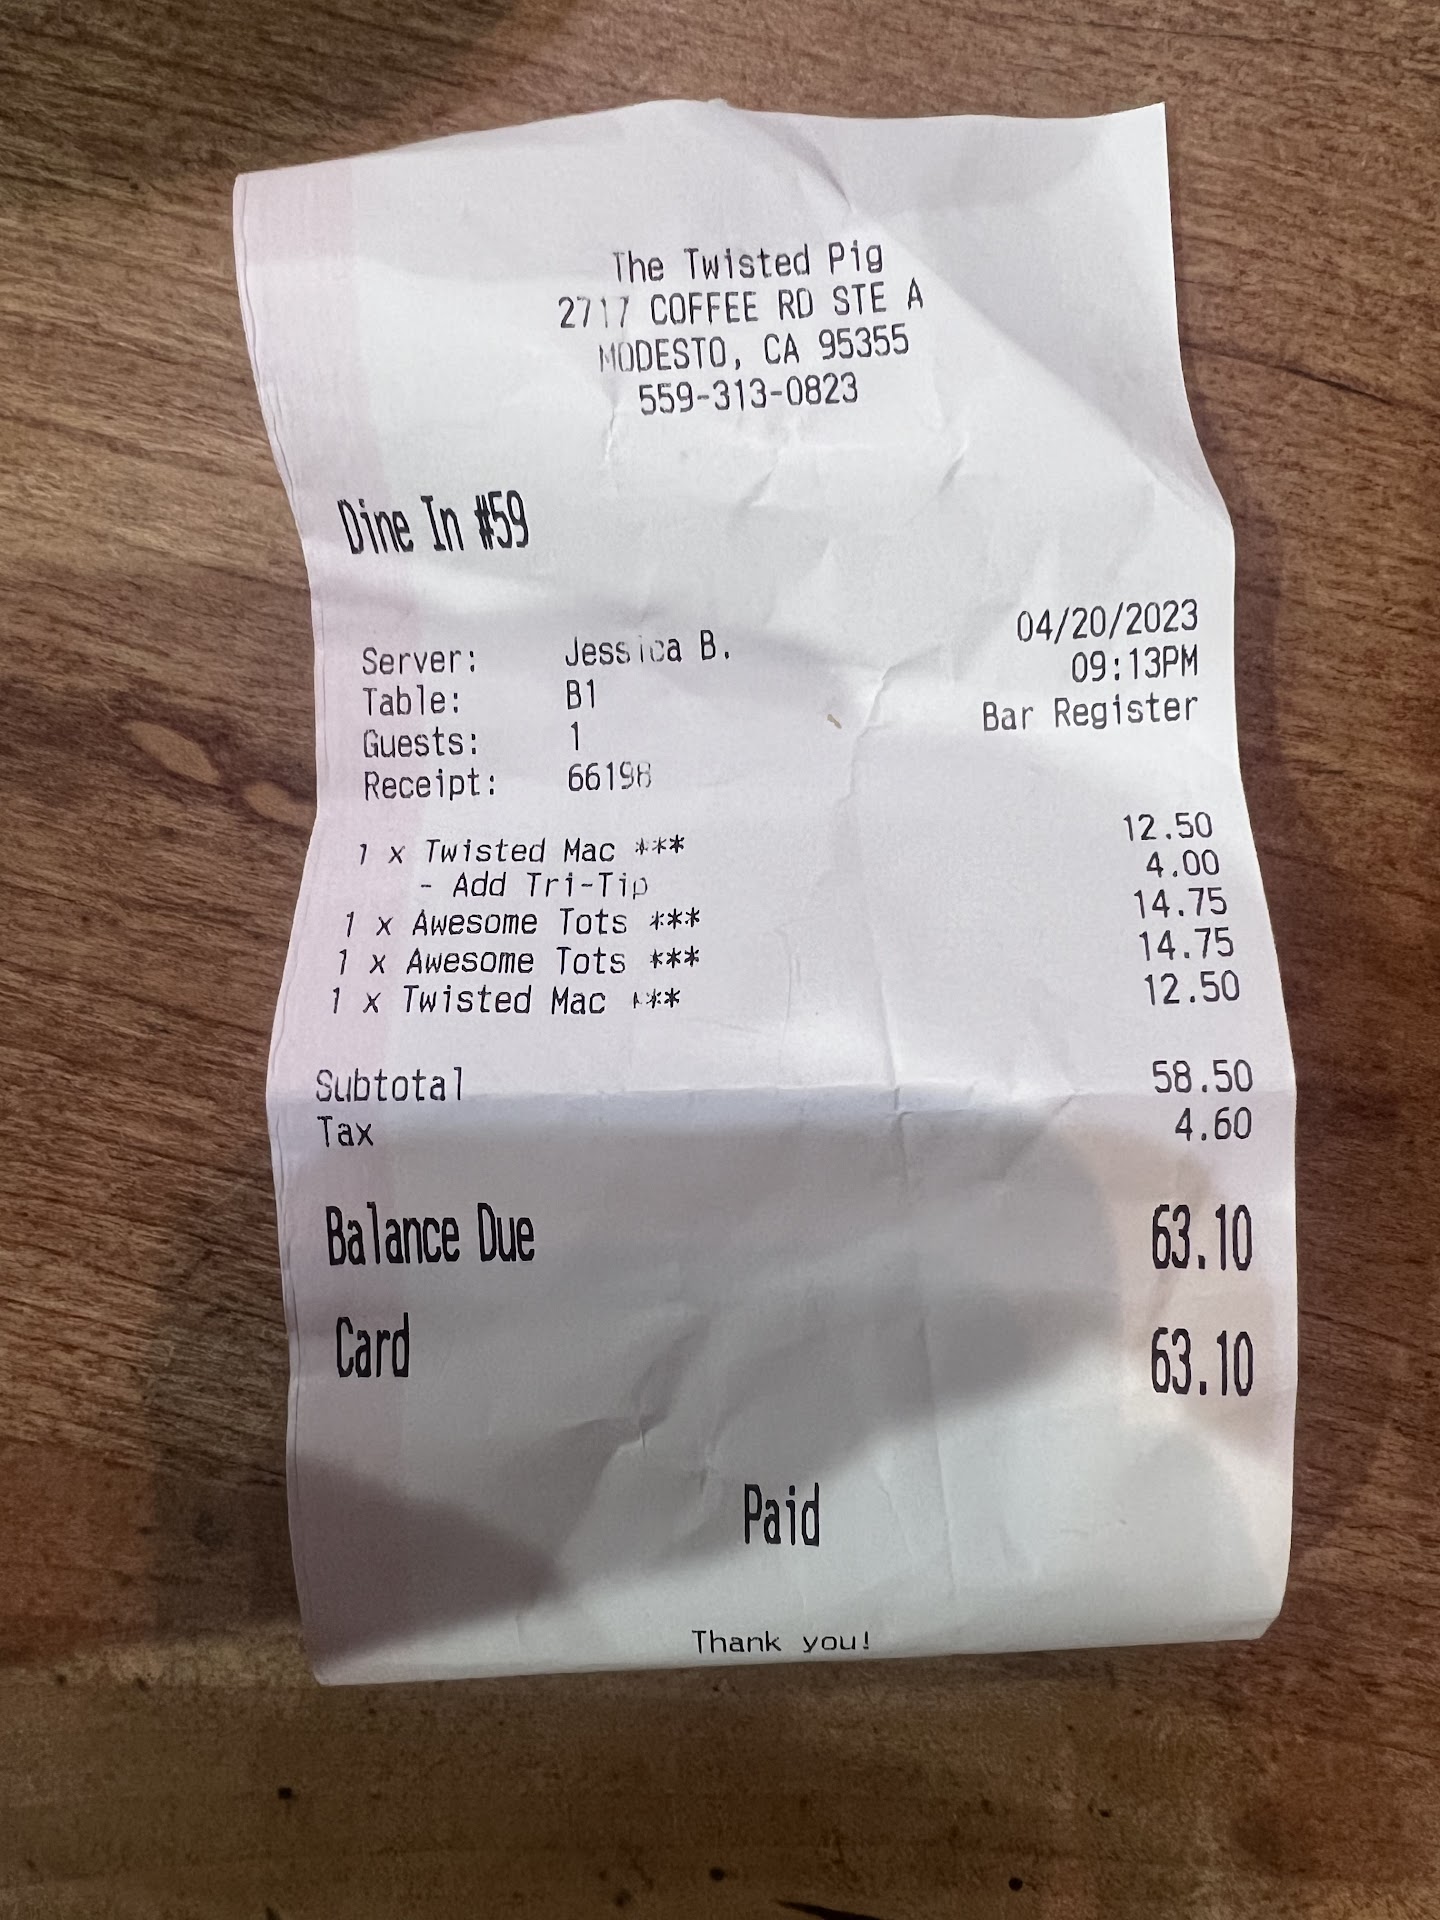 The Twisted Pig
2717 COFFEE RD STE A
MODESTO, CA 95355
559-313-0823
Dine In #59
04/20/2023
Server: Jessica B. 09:13PM
Table: B1 Bar Register
Guests: 1
Receipt: 66198
1 x Twisted Mac *** 12.50
- Add Tri-Tip 4.00
1 x Awesome Tots *** 14.75
1 x Awesome Tots *** 14.75
1 x Twisted Mac *** 12.50
Subtotal 58.50
Tax 4.60
Balance Due 63.10
Card 63.10
Paid
Thank you!